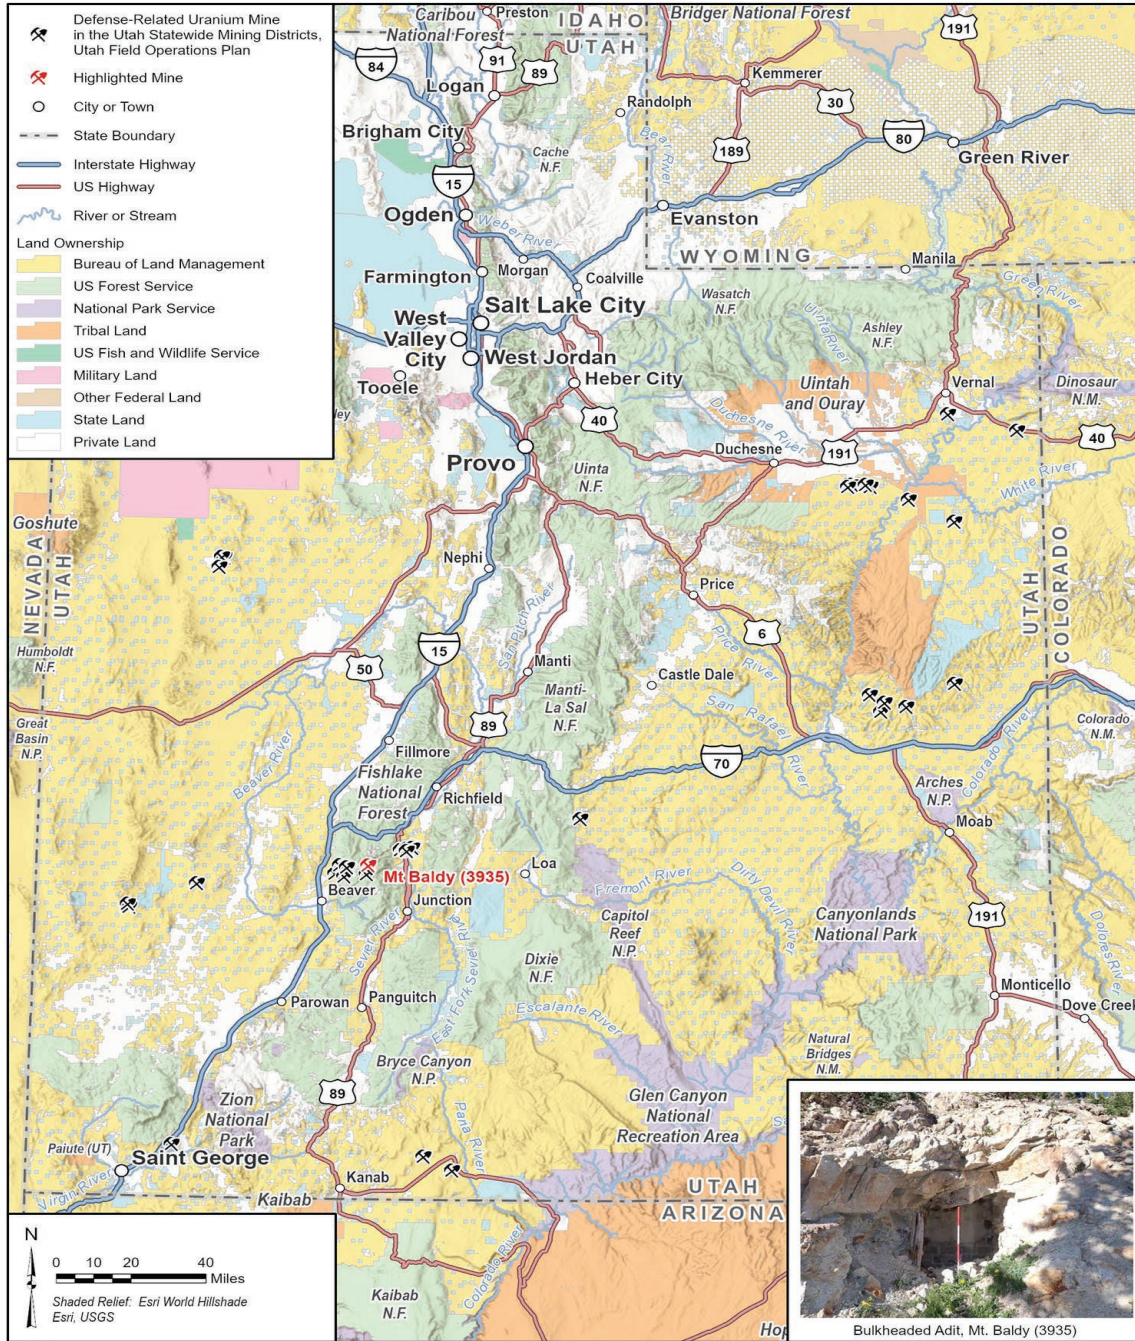 Defense-Related Uranium Mine
in the Utah Statewide Mining Districts,
Utah Field Operations Plan
Highlighted Mine
City or Town
State Boundary
Interstate Highway
US Highway
River or Stream
Land Ownership
Bureau of Land Management
US Forest Service
National Park Service
Tribal Land
US Fish and Wildlife Service
Military Land
Other Federal Land
State Land
Private Land
Caribou
National Forest
Preston
IDAHO
UTAH
Bridger National Forest
191
84
91
89
Logan
Kemmerer
Randolph
30
Brigham City
Bear River
189
80
Green River
Cache
N.F.
15
Ogden
Weber River
Evanston
WYOMING
Manila
Morgan
Farmington
Coalville
Green River
Salt Lake City
Wasatch
N.F.
Uinta River
Ashley
N.F.
West
Valley
City
West Jordan
Tooele
Heber City
Uintah
and Ouray
Vernal
Dinosaur
N.M.
40
Duchesne River
Duchesne
191
40
Provo
Uinta
N.F.
White River
Goshute
NEVADA
UTAH
Nephi
UTAH
COLORADO
Price
San Pitch River
6
Humboldt
N.F.
15
50
Price River
Manti
Castle Dale
Manti-
La Sal
N.F.
San Rafael
River
Great
Basin
N.P.
89
Colorado
N.M.
Colorado River
Beaver River
Fillmore
70
Fishlake
National
Forest
Richfield
Arches
N.P.
Moab
Loa
Mt Baldy (3935)
Beaver
Junction
Fremont River
Dirty Devil River
Capitol
Reef
N.P.
Canyonlands
National Park
191
Dolores River
Sevier River
East Fork Sevier River
Dixie
N.F.
Monticello
Dove Creek
Parowan
Panguitch
Escalante River
Bryce Canyon
N.P.
Natural
Bridges
N.M.
89
Zion
National
Park
Glen Canyon
National
Recreation Area
Paria River
Paiute (UT)
Saint George
Virgin River
Kanab
Kaibab
UTAH
ARIZONA
Colorado River
Kaibab
N.F.
N
0 10 20 40
Miles
Shaded Relief: Esri World Hillshade
Esri, USGS
Bulkheaded Adit, Mt. Baldy (3935)